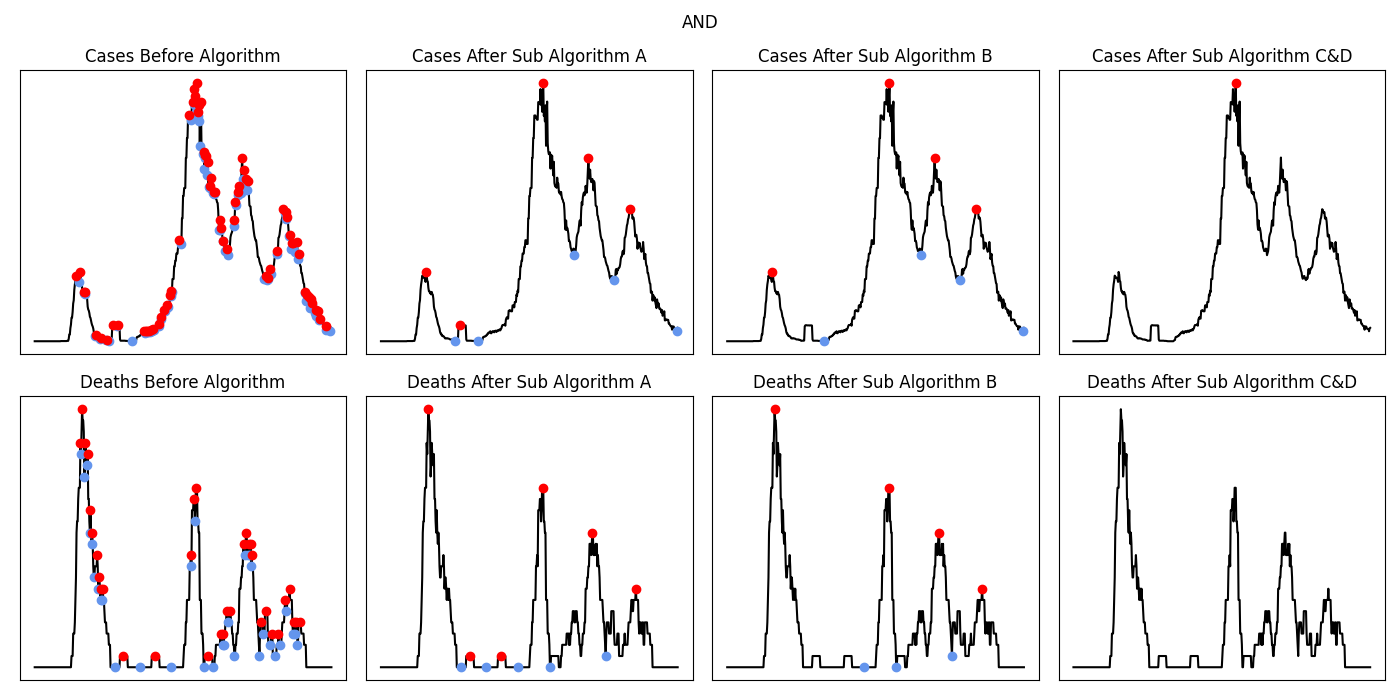 AND
Cases Before Algorithm
Cases After Sub Algorithm A
Cases After Sub Algorithm B
Cases After Sub Algorithm C&D
Deaths Before Algorithm
Deaths After Sub Algorithm A
Deaths After Sub Algorithm B
Deaths After Sub Algorithm C&D